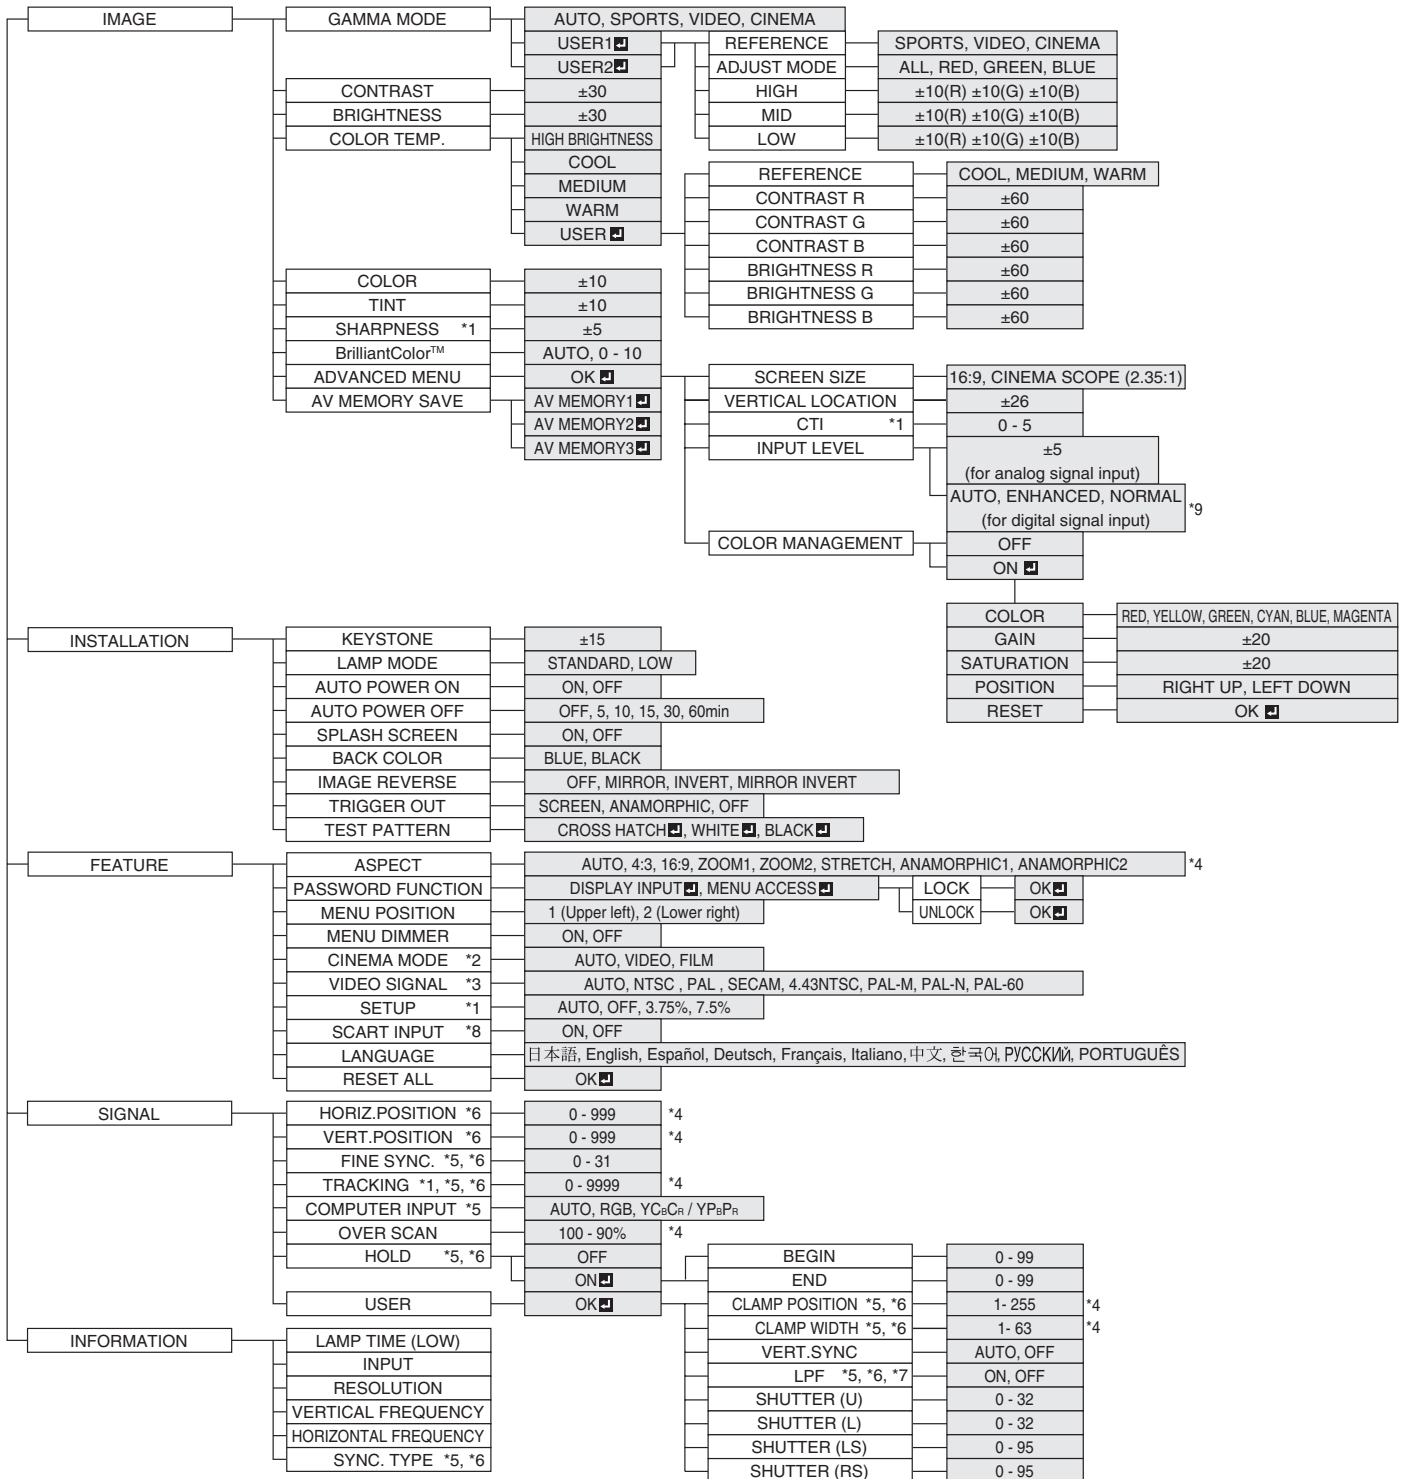 IMAGE GAMMA MODE AUTO, SPORTS, VIDEO, CINEMA
USER1 REFERENCE SPORTS, VIDEO, CINEMA
USER2 ADJUST MODE ALL, RED, GREEN, BLUE
CONTRAST ±30 HIGH ±10(R) ±10(G) ±10(B)
BRIGHTNESS ±30 MID ±10(R) ±10(G) ±10(B)
COLOR TEMP. HIGH BRIGHTNESS LOW ±10(R) ±10(G) ±10(B)
COOL
REFERENCE COOL, MEDIUM, WARM
MEDIUM CONTRAST R ±60
WARM CONTRAST G ±60
USER CONTRAST B ±60
BRIGHTNESS R ±60
COLOR ±10 BRIGHTNESS G ±60
TINT ±10 BRIGHTNESS B ±60
SHARPNESS *1 ±5
BrilliantColor™ AUTO, 0 - 10
ADVANCED MENU OK SCREEN SIZE 16:9, CINEMA SCOPE (2.35:1)
AV MEMORY SAVE AV MEMORY1 VERTICAL LOCATION ±26
AV MEMORY2 CTI *1 0 - 5
AV MEMORY3 INPUT LEVEL ±5
(for analog signal input)
AUTO, ENHANCED, NORMAL
(for digital signal input) *9
COLOR MANAGEMENT OFF
ON
COLOR RED, YELLOW, GREEN, CYAN, BLUE, MAGENTA
INSTALLATION KEYSTONE ±15 GAIN ±20
LAMP MODE STANDARD, LOW SATURATION ±20
AUTO POWER ON ON, OFF POSITION RIGHT UP, LEFT DOWN
AUTO POWER OFF OFF, 5, 10, 15, 30, 60min RESET OK
SPLASH SCREEN ON, OFF
BACK COLOR BLUE, BLACK
IMAGE REVERSE OFF, MIRROR, INVERT, MIRROR INVERT
TRIGGER OUT SCREEN, ANAMORPHIC, OFF
TEST PATTERN CROSS HATCH, WHITE, BLACK
FEATURE ASPECT AUTO, 4:3, 16:9, ZOOM1, ZOOM2, STRETCH, ANAMORPHIC1, ANAMORPHIC2 *4
PASSWORD FUNCTION DISPLAY INPUT, MENU ACCESS LOCK OK
MENU POSITION 1 (Upper left), 2 (Lower right) UNLOCK OK
MENU DIMMER ON, OFF
CINEMA MODE *2 AUTO, VIDEO, FILM
VIDEO SIGNAL *3 AUTO, NTSC , PAL , SECAM, 4.43NTSC, PAL-M, PAL-N, PAL-60
SETUP *1 AUTO, OFF, 3.75%, 7.5%
SCART INPUT *8 ON, OFF
LANGUAGE 日本語, English, Español, Deutsch, Français, Italiano, 中文, 한국어, РУССКИЙ, PORTUGUÊS
RESET ALL OK
SIGNAL HORIZ.POSITION *6 0 - 999 *4
VERT.POSITION *6 0 - 999 *4
FINE SYNC. *5, *6 0 - 31
TRACKING *1, *5, *6 0 - 9999 *4
COMPUTER INPUT *5 AUTO, RGB, YCBCR / YPBPR
OVER SCAN 100 - 90% *4
HOLD *5, *6 OFF BEGIN 0 - 99
ON END 0 - 99
USER OK CLAMP POSITION *5, *6 1- 255 *4
CLAMP WIDTH *5, *6 1- 63 *4
INFORMATION LAMP TIME (LOW) VERT.SYNC AUTO, OFF
INPUT LPF *5, *6, *7 ON, OFF
RESOLUTION SHUTTER (U) 0 - 32
VERTICAL FREQUENCY SHUTTER (L) 0 - 32
HORIZONTAL FREQUENCY SHUTTER (LS) 0 - 95
SYNC. TYPE *5, *6 SHUTTER (RS) 0 - 95